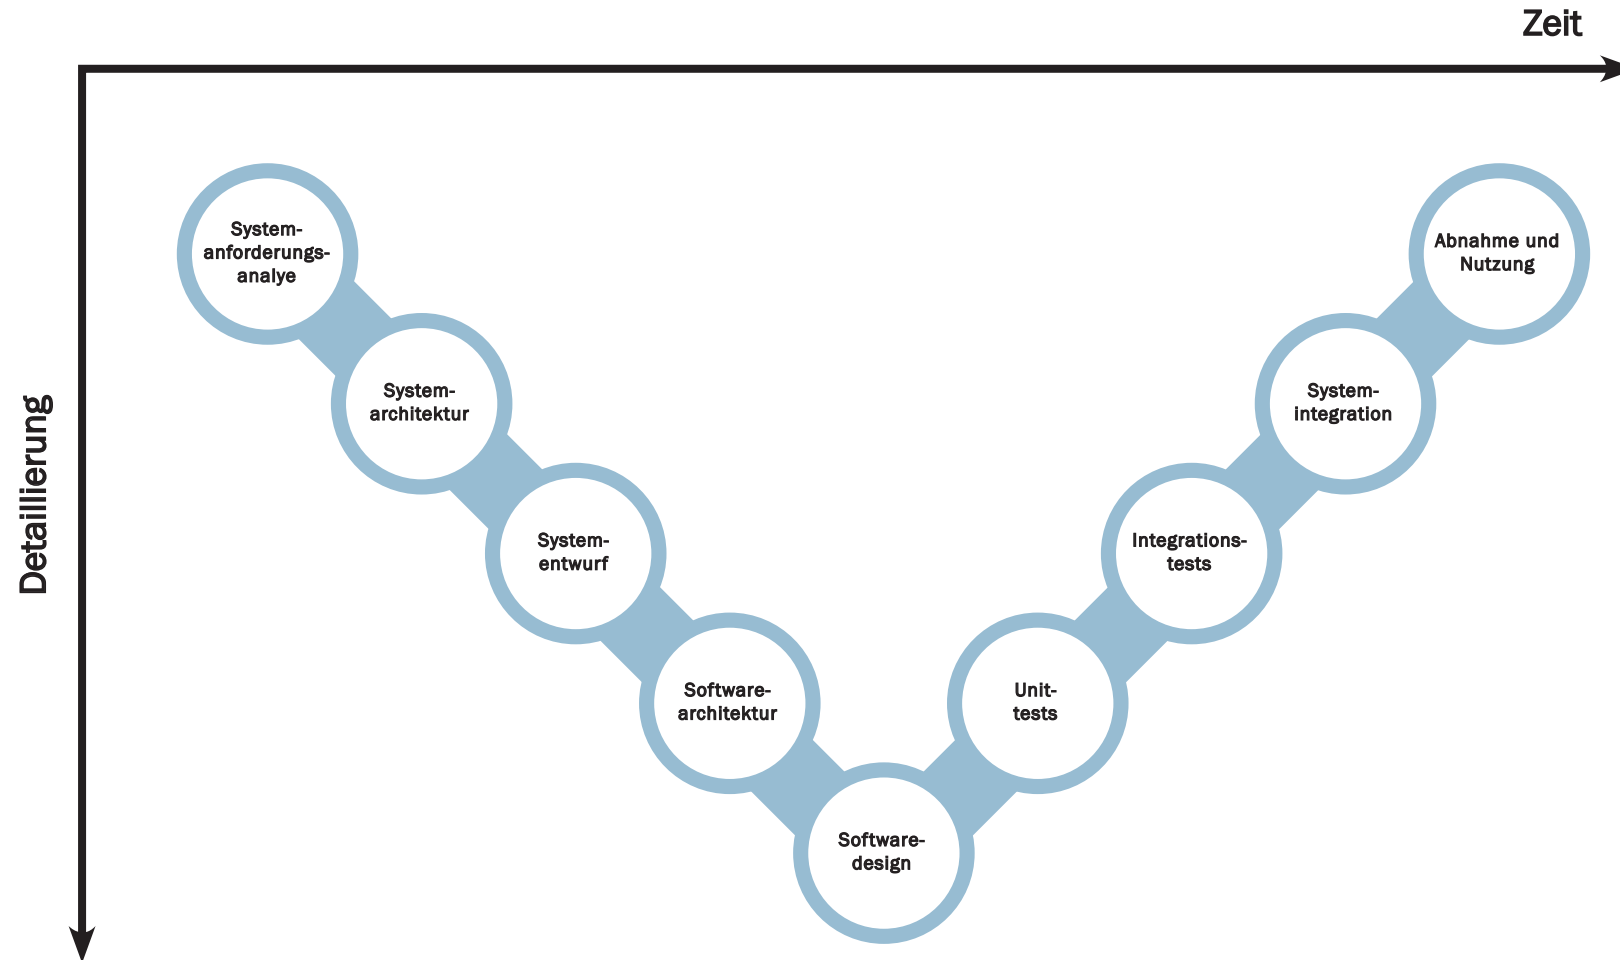 Zeit
Detaillierung
System-
anforderungs-
analye
System-
architektur
System-
entwurf
Software-
architektur
Software-
design
Unit-
tests
Integrations-
tests
System-
integration
Abnahme und
Nutzung